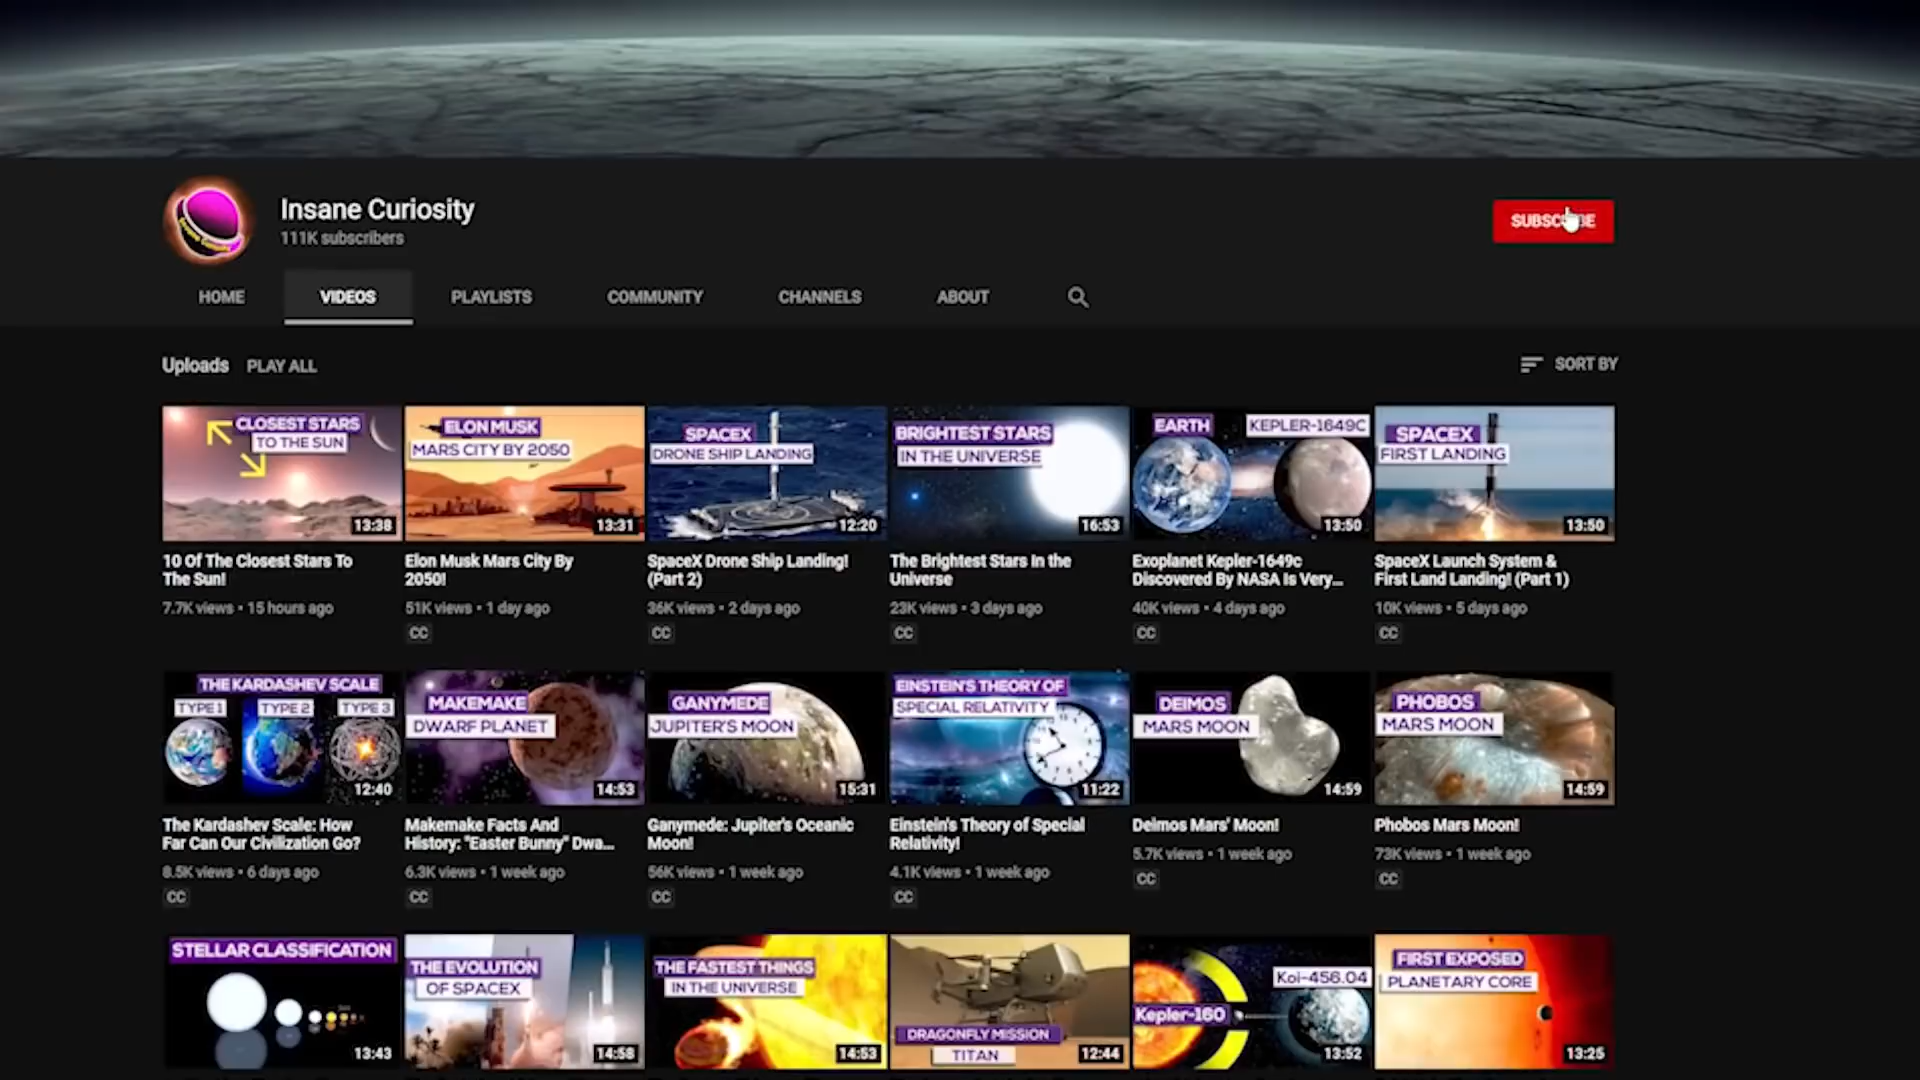 Insane Curiosity
111K subscribers
SUBSCRIBE
HOME
VIDEOS
PLAYLISTS
COMMUNITY
CHANNELS
ABOUT
Uploads
PLAY ALL
SORT BY
CLOSEST STARS
TO THE SUN
13:38
ELON MUSK
MARS CITY BY 2050
13:31
SPACEX
DRONE SHIP LANDING
12:20
BRIGHTEST STARS
IN THE UNIVERSE
16:53
EARTH
KEPLER-1649C
13:50
SPACEX
FIRST LANDING
13:50
10 Of The Closest Stars To
The Sun!
7.7K views • 15 hours ago
Elon Musk Mars City By
2050!
51K views • 1 day ago
CC
SpaceX Drone Ship Landing!
(Part 2)
36K views • 2 days ago
CC
The Brightest Stars In the
Universe
23K views • 3 days ago
CC
Exoplanet Kepler-1649c
Discovered By NASA Is Very...
40K views • 4 days ago
CC
SpaceX Launch System &
First Land Landing! (Part 1)
10K views • 5 days ago
CC
THE KARDASHEV SCALE
TYPE 1
TYPE 2
TYPE 3
12:40
MAKEMAKE
DWARF PLANET
14:53
GANYMEDE
JUPITER'S MOON
15:31
EINSTEIN'S THEORY OF
SPECIAL RELATIVITY
11:22
DEIMOS
MARS MOON
14:59
PHOBOS
MARS MOON
14:59
The Kardashev Scale: How
Far Can Our Civilization Go?
8.5K views • 6 days ago
CC
Makemake Facts And
History: "Easter Bunny" Dwa...
6.3K views • 1 week ago
CC
Ganymede: Jupiter's Oceanic
Moon!
56K views • 1 week ago
CC
Einstein's Theory of Special
Relativity!
4.1K views • 1 week ago
CC
Deimos Mars' Moon!
5.7K views • 1 week ago
CC
Phobos Mars Moon!
73K views • 1 week ago
CC
STELLAR CLASSIFICATION
13:43
THE EVOLUTION
OF SPACEX
14:58
THE FASTEST THINGS
IN THE UNIVERSE
14:53
DRAGONFLY MISSION
TITAN
12:44
Koi-456.04
Kepler-160
13:52
FIRST EXPOSED
PLANETARY CORE
13:25